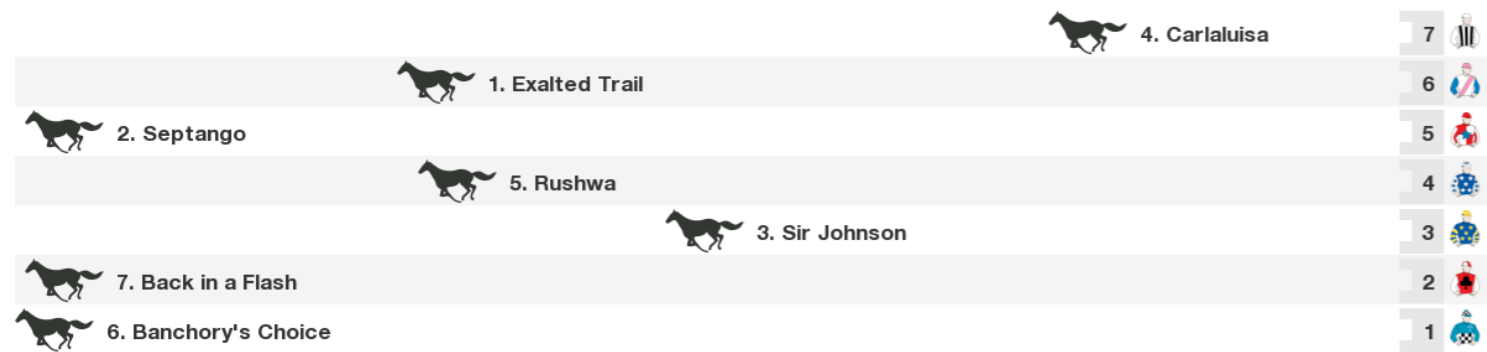 4. Carlaluisa 7
1. Exalted Trail 6
2. Septango 5
5. Rushwa 4
3. Sir Johnson 3
7. Back in a Flash 2
6. Banchory's Choice 1